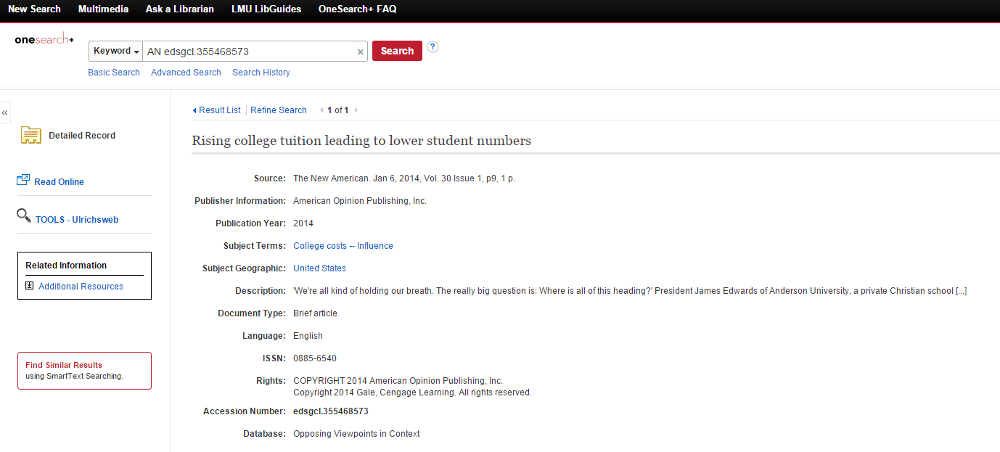 New Search Multimedia Ask a Librarian LMU LibGuides OneSearch+ FAQ
onesearch+
Keyword AN edsgcl.355468573 × Search ?
Basic Search Advanced Search Search History
«
Result List Refine Search 1 of 1
Detailed Record
Rising college tuition leading to lower student numbers
Read Online
TOOLS - Ulrichsweb
Related Information
Additional Resources
Find Similar Results
using SmartText Searching.
Source: The New American. Jan 6, 2014, Vol. 30 Issue 1, p9, 1 p.
Publisher Information: American Opinion Publishing, Inc.
Publication Year: 2014
Subject Terms: College costs -- Influence
Subject Geographic: United States
Description: 'We're all kind of holding our breath. The really big question is: Where is all of this heading?' President James Edwards of Anderson University, a private Christian school [...]
Document Type: Brief article
Language: English
ISSN: 0885-6540
Rights: COPYRIGHT 2014 American Opinion Publishing, Inc.
Copyright 2014 Gale, Cengage Learning. All rights reserved.
Accession Number: edsgcl.355468573
Database: Opposing Viewpoints in Context